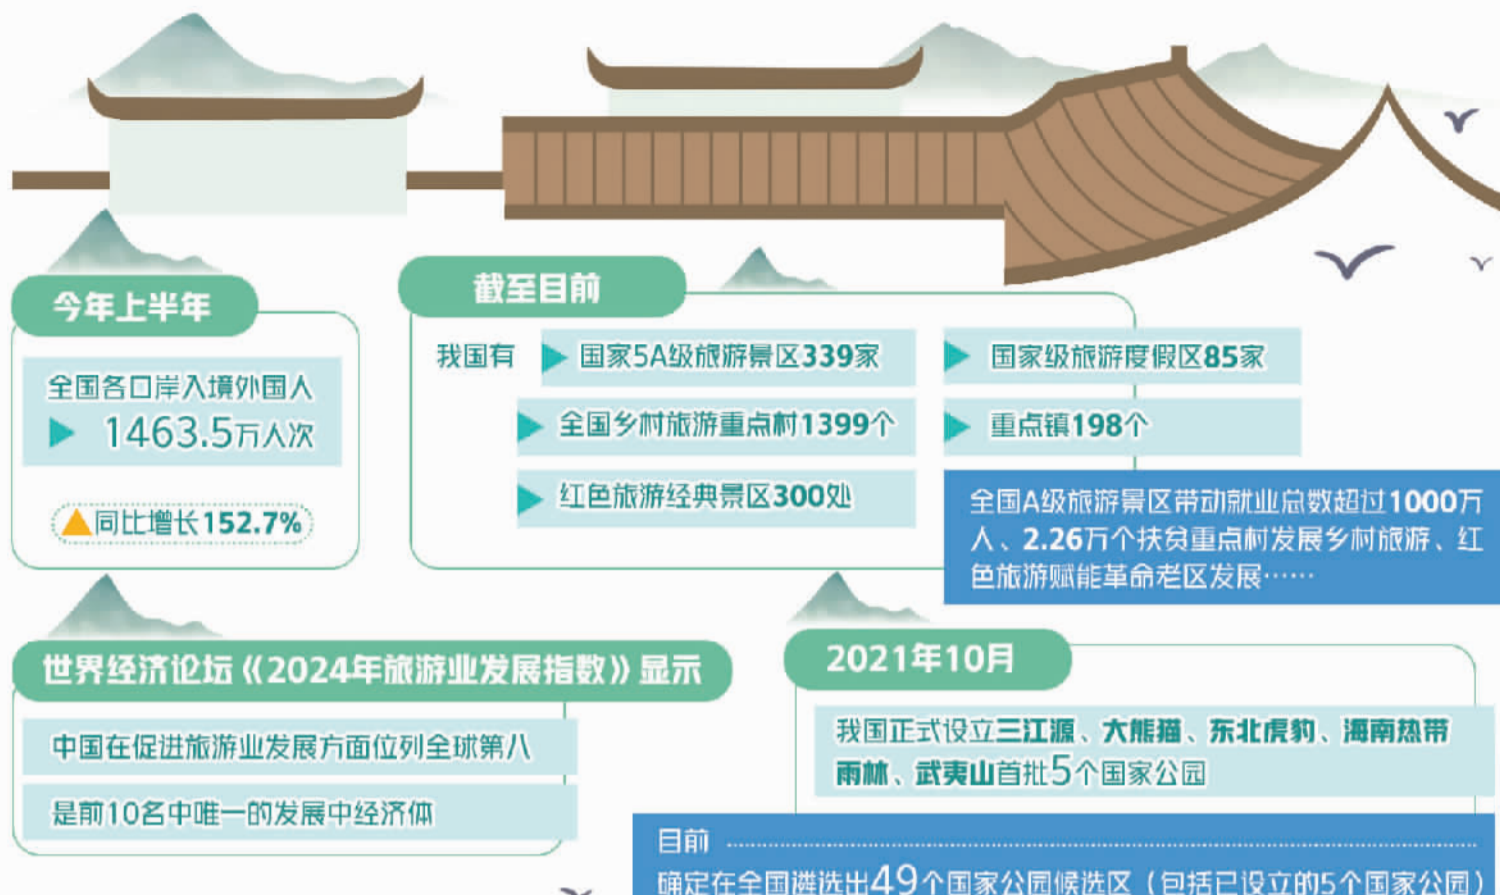 今年上半年
全国各口岸入境外国人
1463.5万人次
同比增长152.7%
截至目前
我国有
国家5A级旅游景区339家
国家级旅游度假区85家
全国乡村旅游重点村1399个
重点镇198个
红色旅游经典景区300处
全国A级旅游景区带动就业总数超过1000万
人、2.26万个扶贫重点村发展乡村旅游、红
色旅游赋能革命老区发展……
世界经济论坛《2024年旅游业发展指数》显示
中国在促进旅游业发展方面位列全球第八
是前10名中唯一的发展中经济体
2021年10月
我国正式设立三江源、大熊猫、东北虎豹、海南热带
雨林、武夷山首批5个国家公园
目前
确定在全国遴选出49个国家公园候选区（包括已设立的5个国家公园）